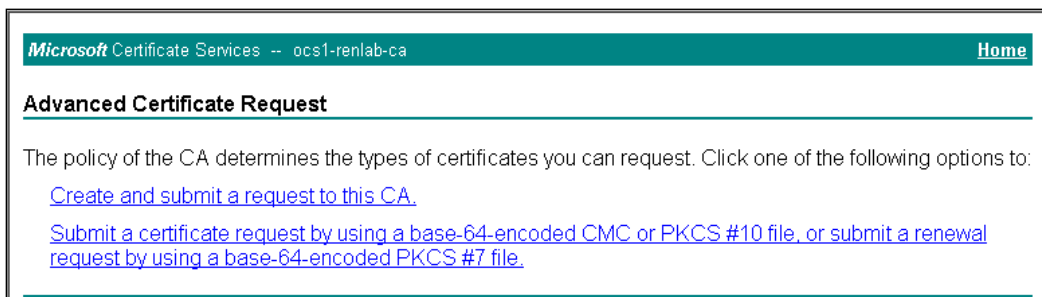 Microsoft Certificate Services -- ocs1-renlab-ca Home
Advanced Certificate Request
The policy of the CA determines the types of certificates you can request. Click one of the following options to:
Create and submit a request to this CA.
Submit a certificate request by using a base-64-encoded CMC or PKCS #10 file, or submit a renewal
request by using a base-64-encoded PKCS #7 file.